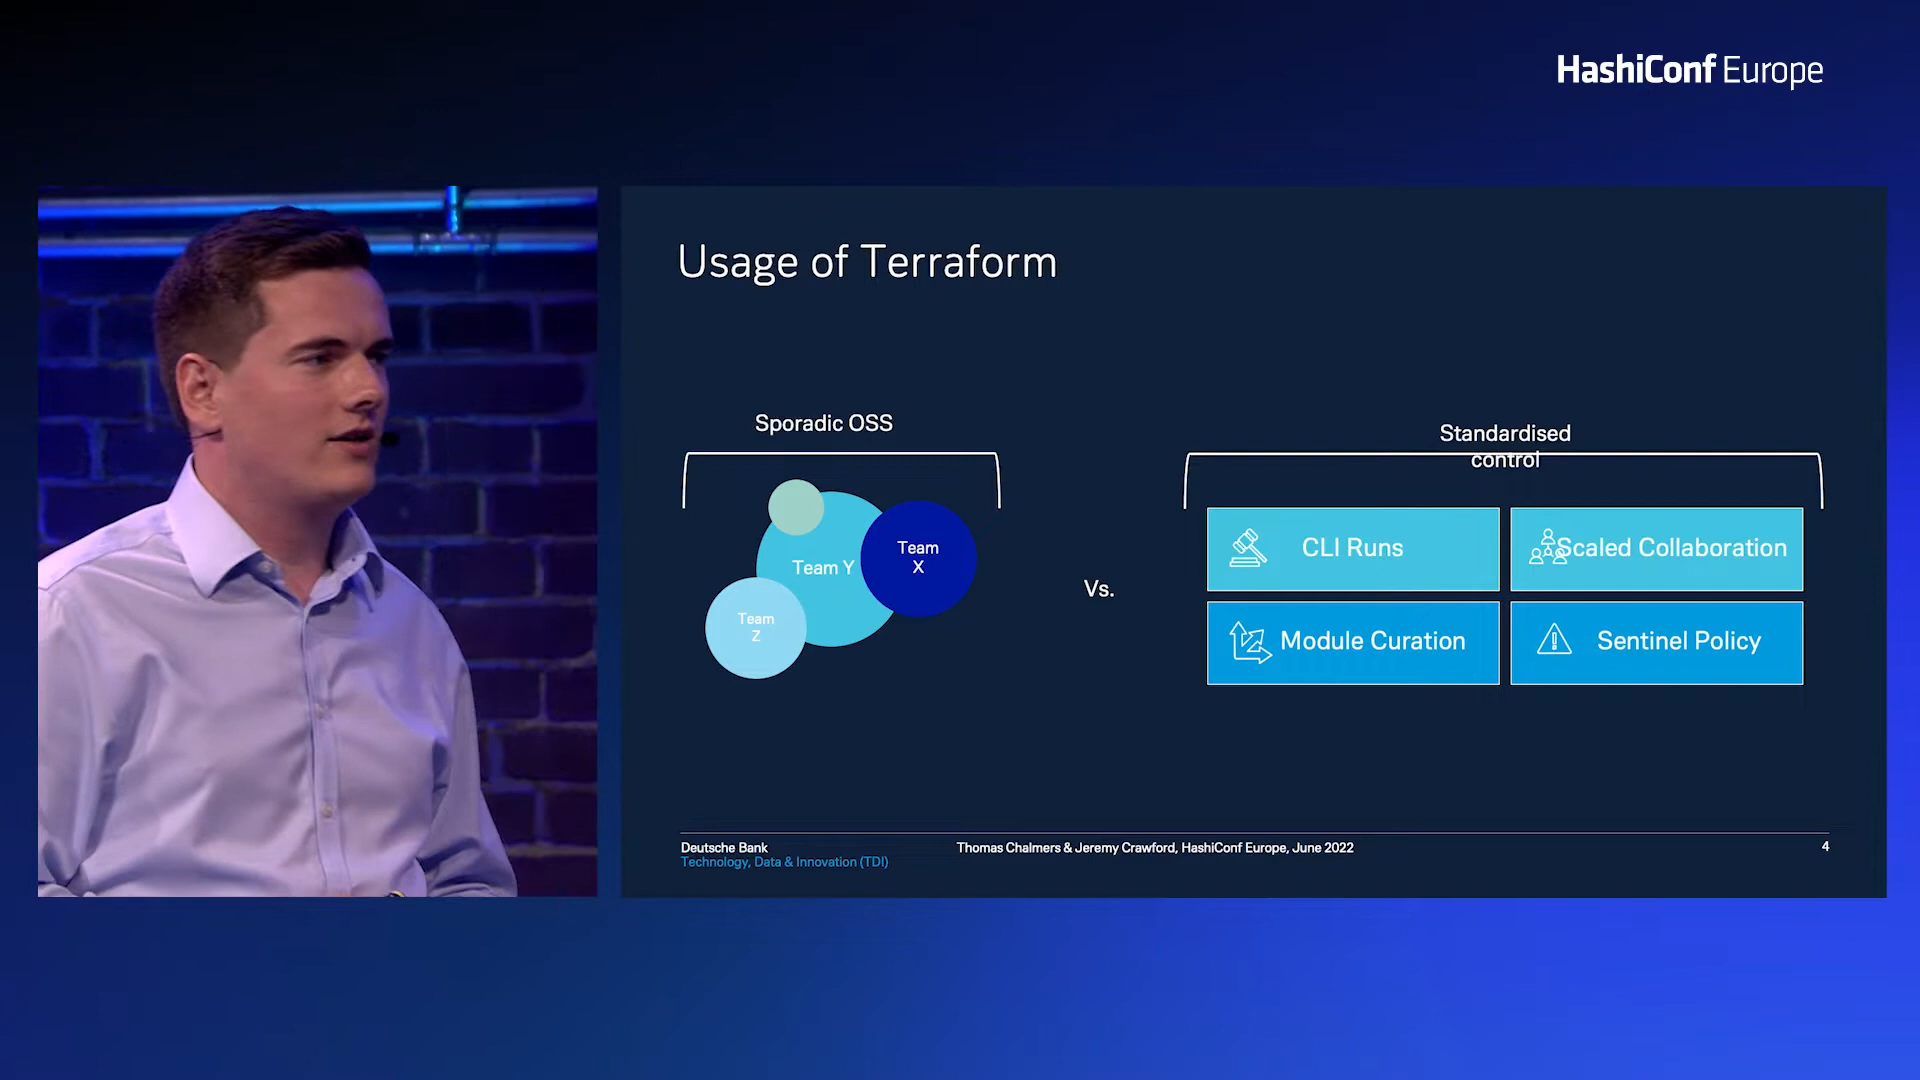 HashiConf Europe
Usage of Terraform
Sporadic OSS
Team Y
Team
X
Team
Z
Vs.
Standardised
control
CLI Runs
Scaled Collaboration
Module Curation
Sentinel Policy
Deutsche Bank
Technology, Data & Innovation (TDI)
Thomas Chalmers & Jeremy Crawford, HashiConf Europe, June 2022
4